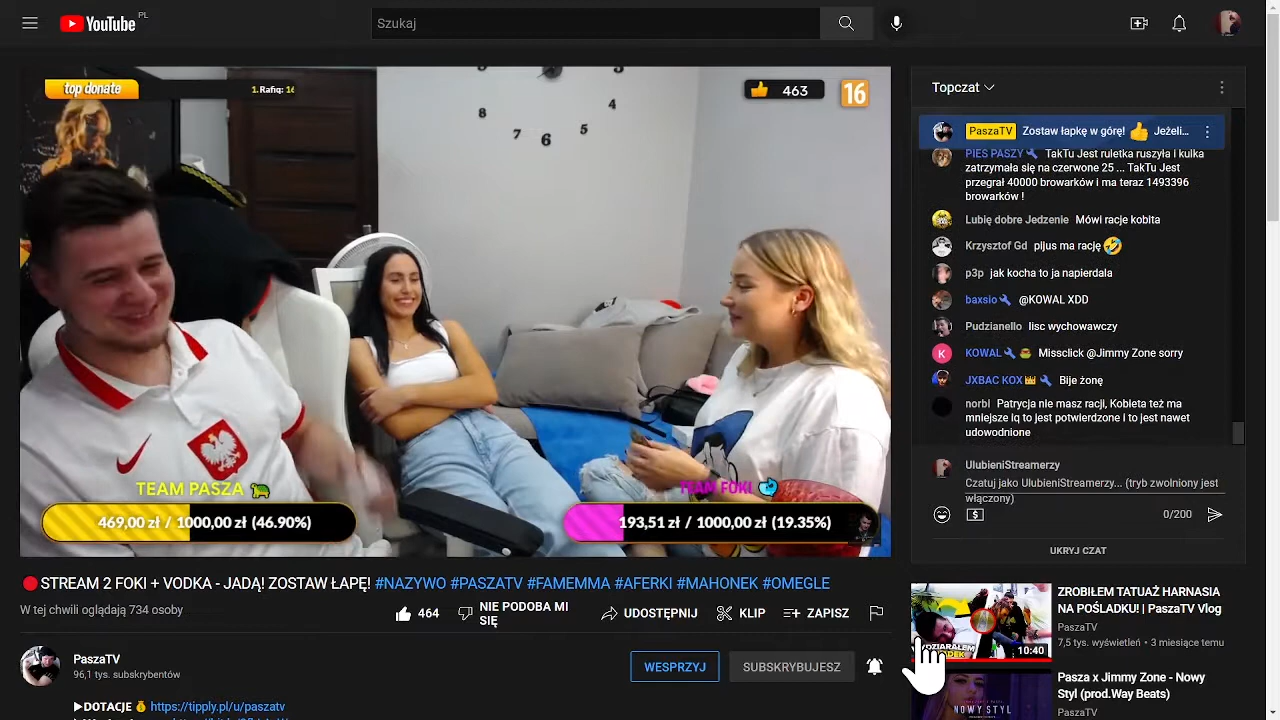 YouTube PL
Szukaj
top donate
1.Rafiq: 16
463
16
8
7
6
5
4
3
TEAM PASZA
469,00 zł / 1000,00 zł (46.90%)
TEAM FOKI
193,51 zł / 1000,00 zł (19.35%)
STREAM 2 FOKI + VODKA - JADĄ! ZOSTAW ŁAPĘ! #NAZYWO #PASZATV #FAMEMMA #AFERKI #MAHONEK #OMEGLE
W tej chwili oglądają 734 osoby
464
NIE PODOBA MI
SIĘ
UDOSTĘPNIJ
KLIP
ZAPISZ
PaszaTV
96,1 tys. subskrybentów
WESPRZYJ
SUBSKRYBUJESZ
▶DOTACJE 💰 https://tipply.pl/u/paszatv
Topczat
PaszaTV Zostaw łapkę w górę! 👍 Jeżeli...
PIES PASZY TakTu Jest ruletka ruszyła i kulka
zatrzymała się na czerwone 25 ... TakTu Jest
przegrał 40000 browarków i ma teraz 1493396
browarków !
Lubię dobre Jedzenie Mówi racje kobita
Krzysztof Gd pljus ma rację 🤣
p3p jak kocha to ja napierdala
baxsio @KOWAL XDD
Pudzianello lisc wychowawczy
K KOWAL Missclick @Jimmy Zone sorry
JXBAC KOX Bije żonę
norbl Patrycja nie masz racji, Kobieta też ma
mniejsze iq to jest potwierdzone i to jest nawet
udowodnione
UlubieniStreamerzy
Czatuj jako UlubieniStreamerzy... (tryb zwolniony jest
włączony)
0/200
UKRYJ CZAT
10:40
ZROBIŁEM TATUAŻ HARNASIA
NA POŚLADKU! | PaszaTV Vlog
PaszaTV
7,5 tys. wyświetleń • 3 miesiące temu
NOWY STYL
Pasza x Jimmy Zone - Nowy
Styl (prod.Way Beats)
PaszaTV